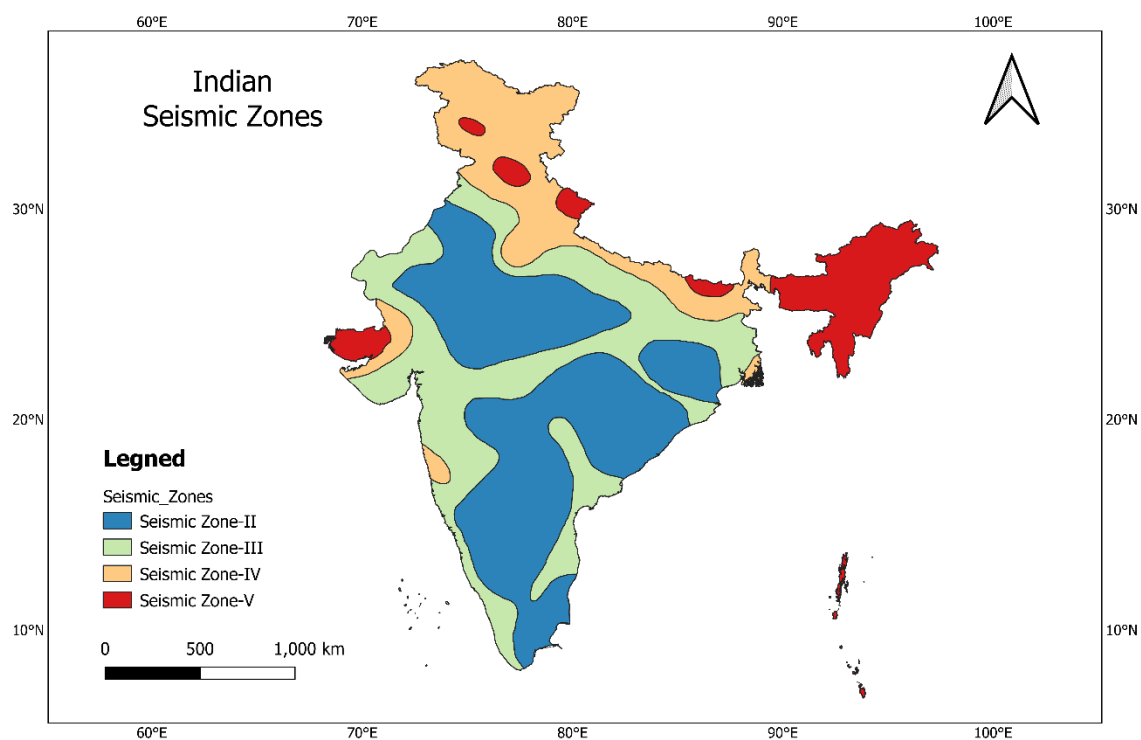 60°E 70°E 80°E 90°E 100°E
Indian
Seismic Zones
30°N 30°N
20°N 20°N
Legned
Seismic_Zones
Seismic Zone-II
Seismic Zone-III
Seismic Zone-IV
Seismic Zone-V
10°N 10°N
0 500 1,000 km
60°E 70°E 80°E 90°E 100°E